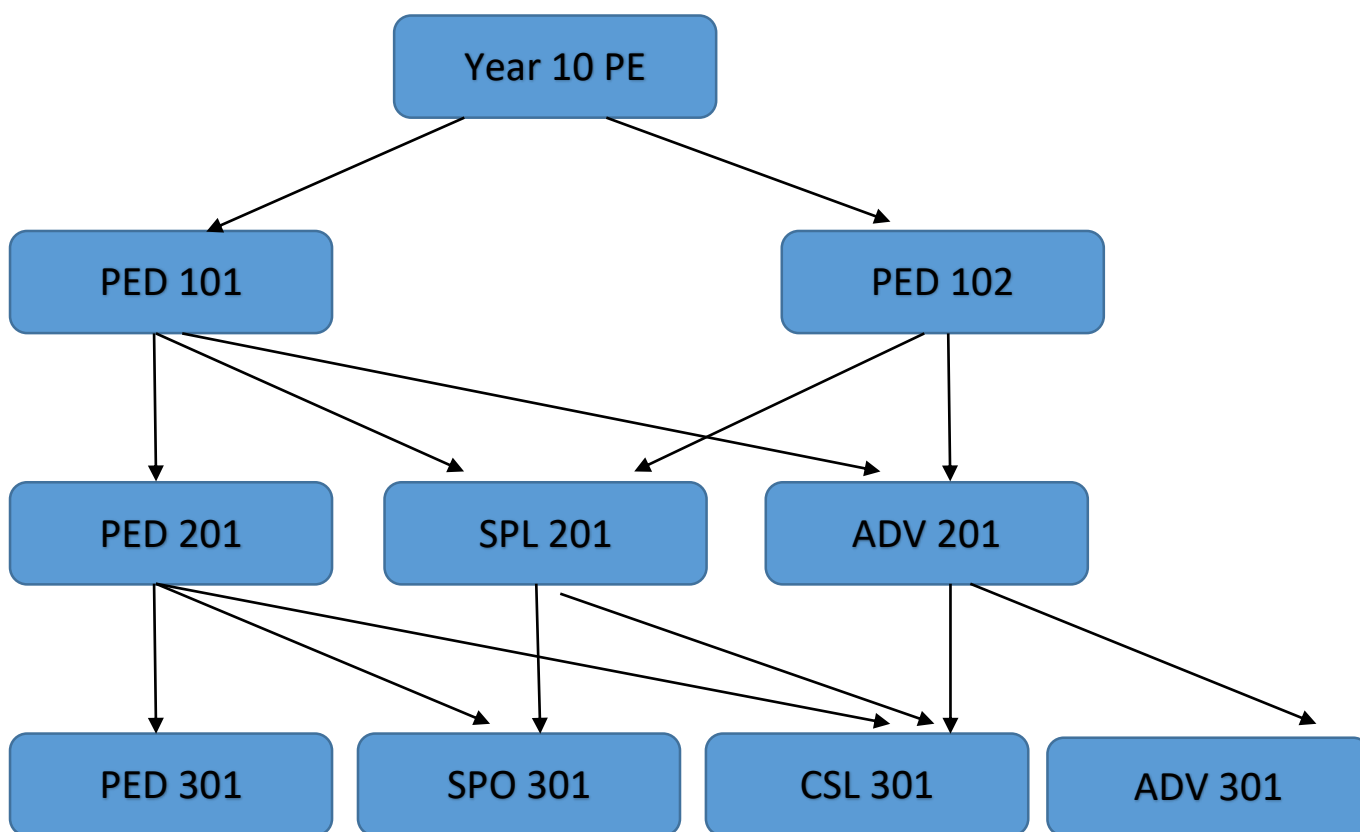 Year 10 PE
PED 101
PED 102
PED 201
SPL 201
ADV 201
PED 301
SPO 301
CSL 301
ADV 301